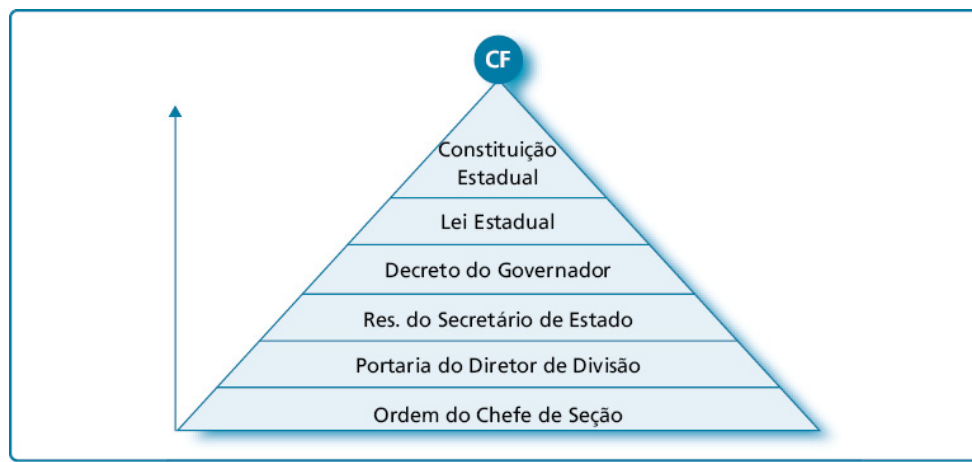 CF
Constituição
Estadual
Lei Estadual
Decreto do Governador
Res. do Secretário de Estado
Portaria do Diretor de Divisão
Ordem do Chefe de Seção